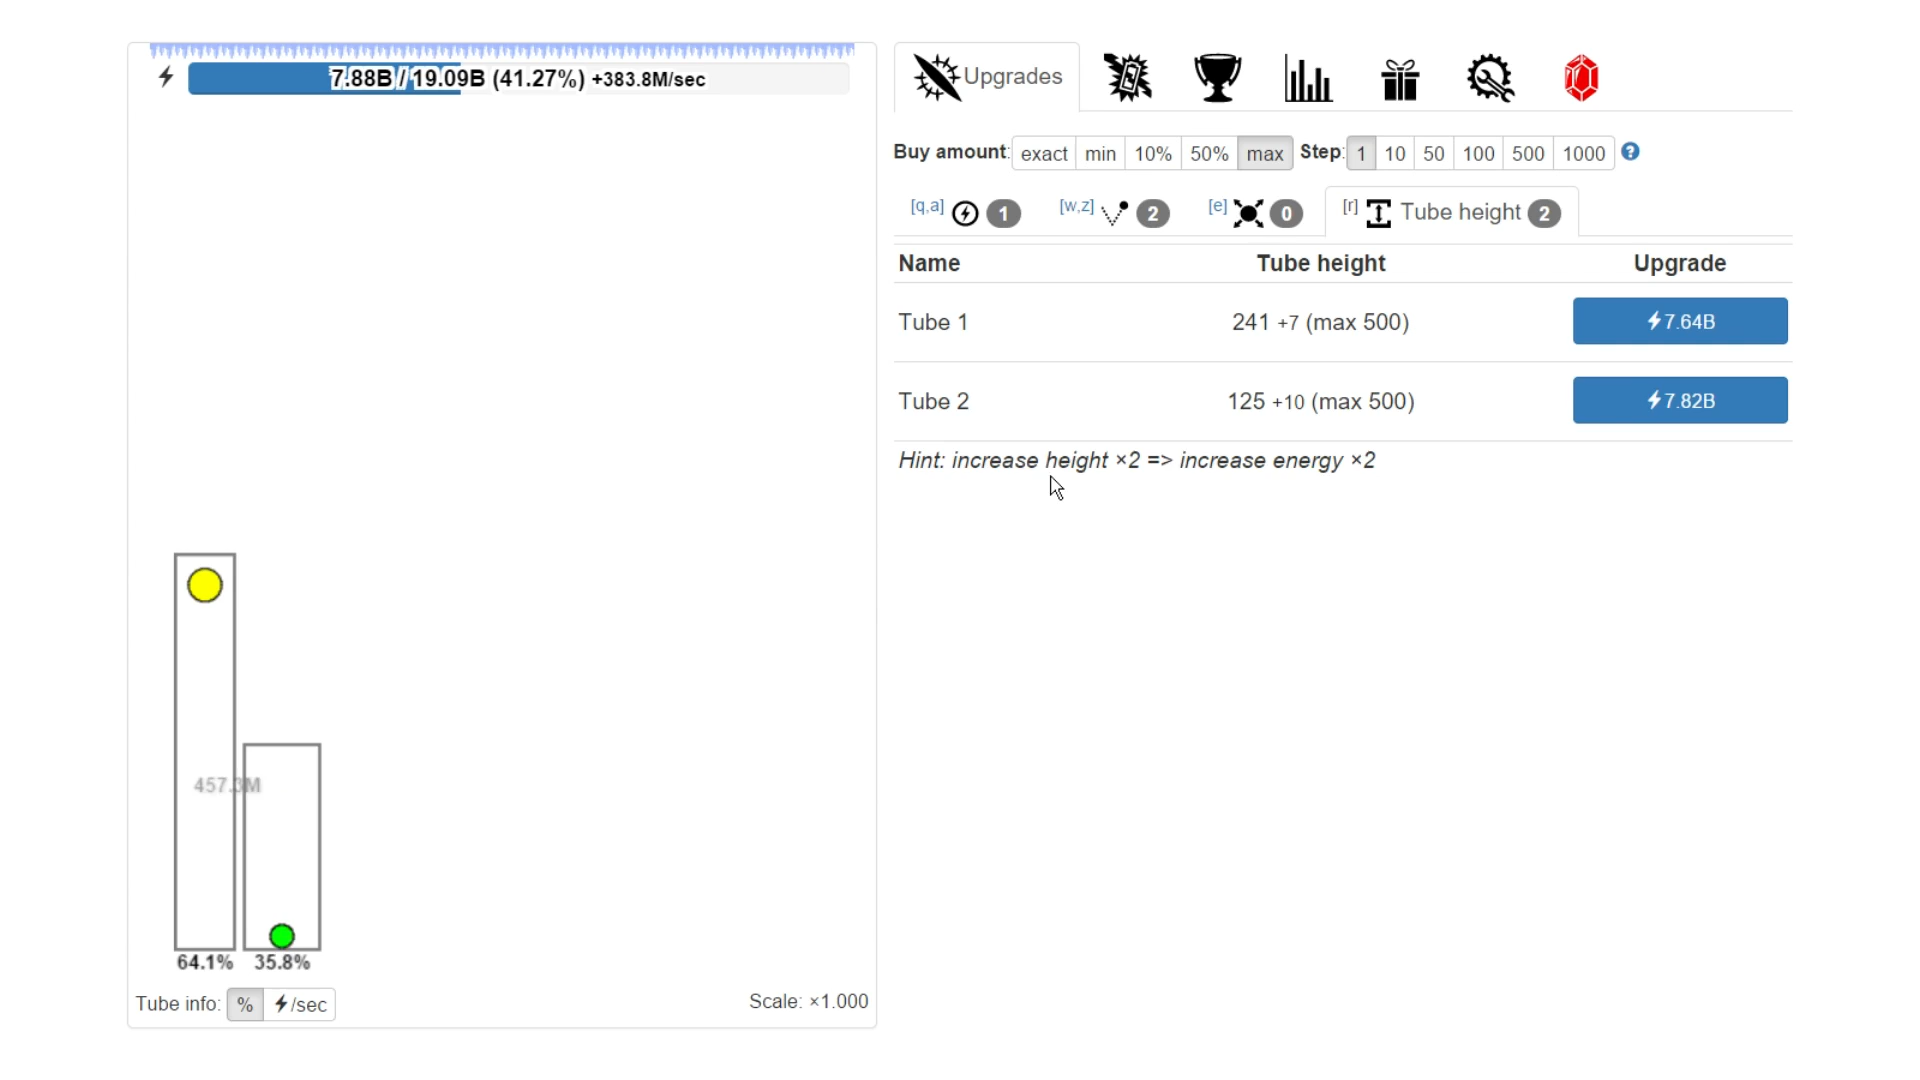 7.88B / 19.09B (41.27%) +383.8M/sec
Upgrades
Buy amount: exact min 10% 50% max Step: 1 10 50 100 500 1000 ?
[q,a] 1 [w,z] 2 [e] 0 [r] Tube height 2
Name Tube height Upgrade
Tube 1 241 +7 (max 500) 7.64B
Tube 2 125 +10 (max 500) 7.82B
Hint: increase height ×2 => increase energy ×2
457.3M
64.1% 35.8%
Tube info: % /sec Scale: ×1.000